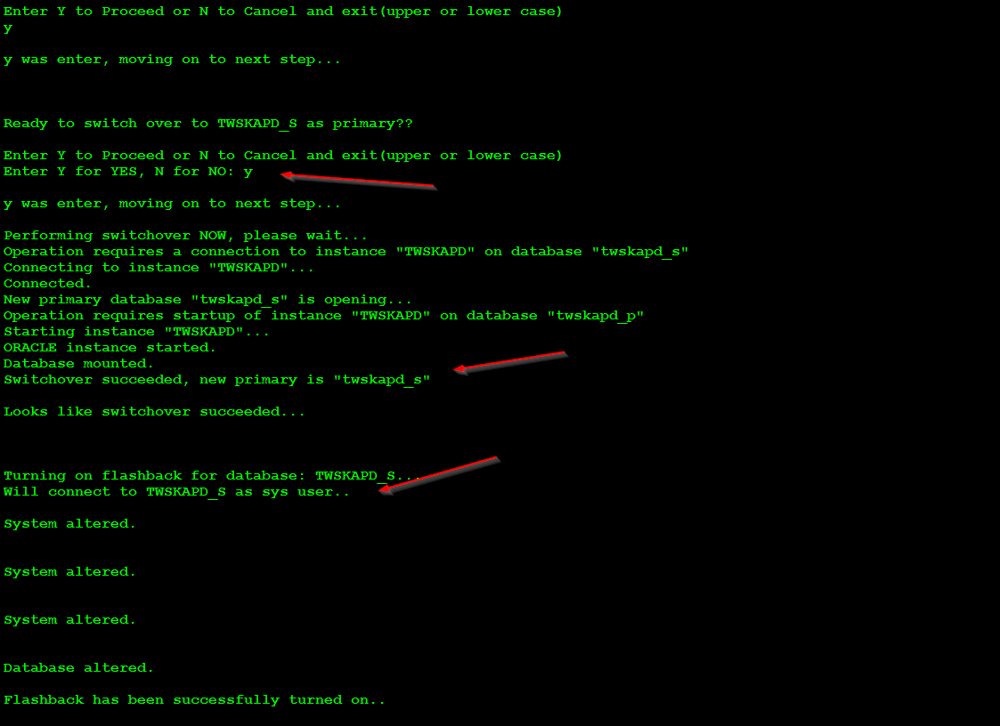 Enter Y to Proceed or N to Cancel and exit(upper or lower case)
y
y was enter, moving on to next step...
Ready to switch over to TWSKAPD_S as primary??
Enter Y to Proceed or N to Cancel and exit(upper or lower case)
Enter Y for YES, N for NO: y
y was enter, moving on to next step...
Performing switchover NOW, please wait...
Operation requires a connection to instance "TWSKAPD" on database "twskapd_s"
Connecting to instance "TWSKAPD"...
Connected.
New primary database "twskapd_s" is opening...
Operation requires startup of instance "TWSKAPD" on database "twskapd_p"
Starting instance "TWSKAPD"...
ORACLE instance started.
Database mounted.
Switchover succeeded, new primary is "twskapd_s"
Looks like switchover succeeded...
Turning on flashback for database: TWSKAPD_S...
Will connect to TWSKAPD_S as sys user..
System altered.
System altered.
System altered.
Database altered.
Flashback has been successfully turned on..